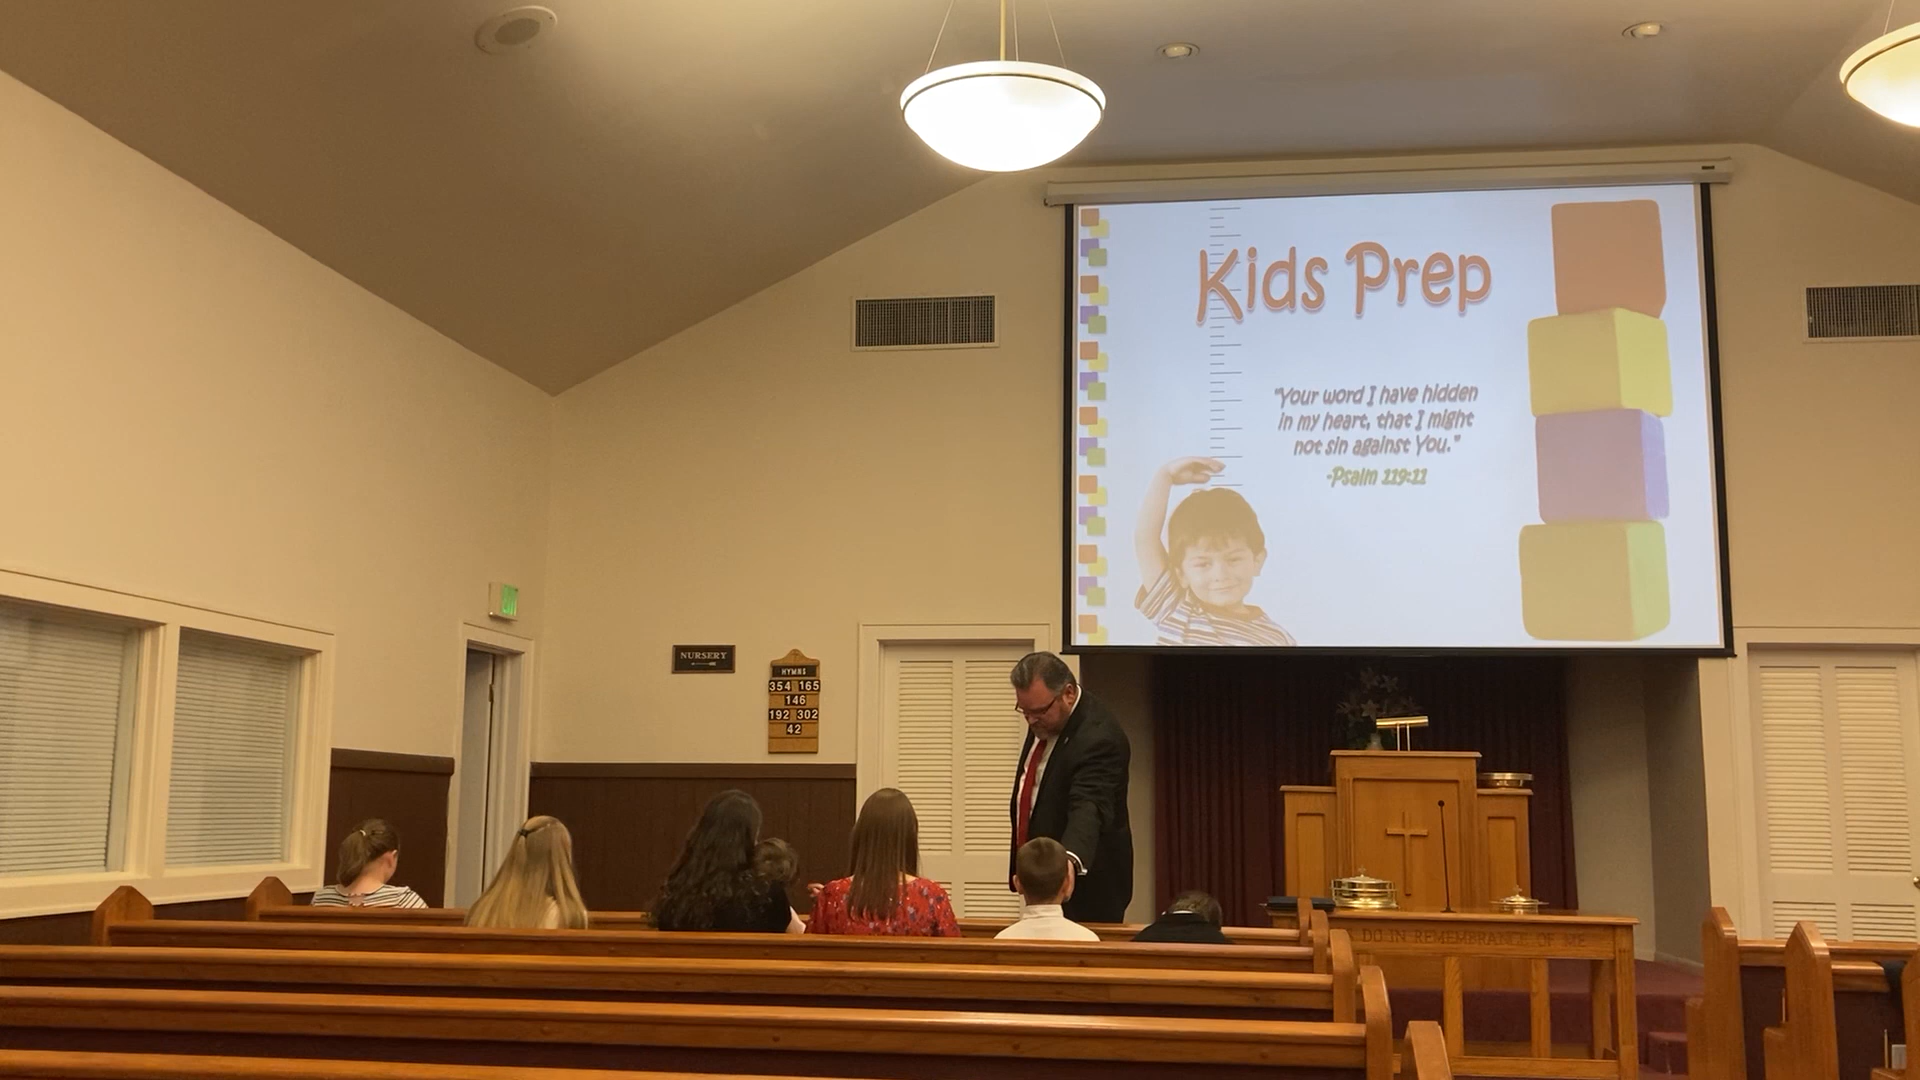 Kids Prep
"Your word I have hidden
in my heart, that I might
not sin against You."
-Psalm 119:11
NURSERY
HYMNS
354 165
146
192 302
42
DO IN REMEMBRANCE OF ME